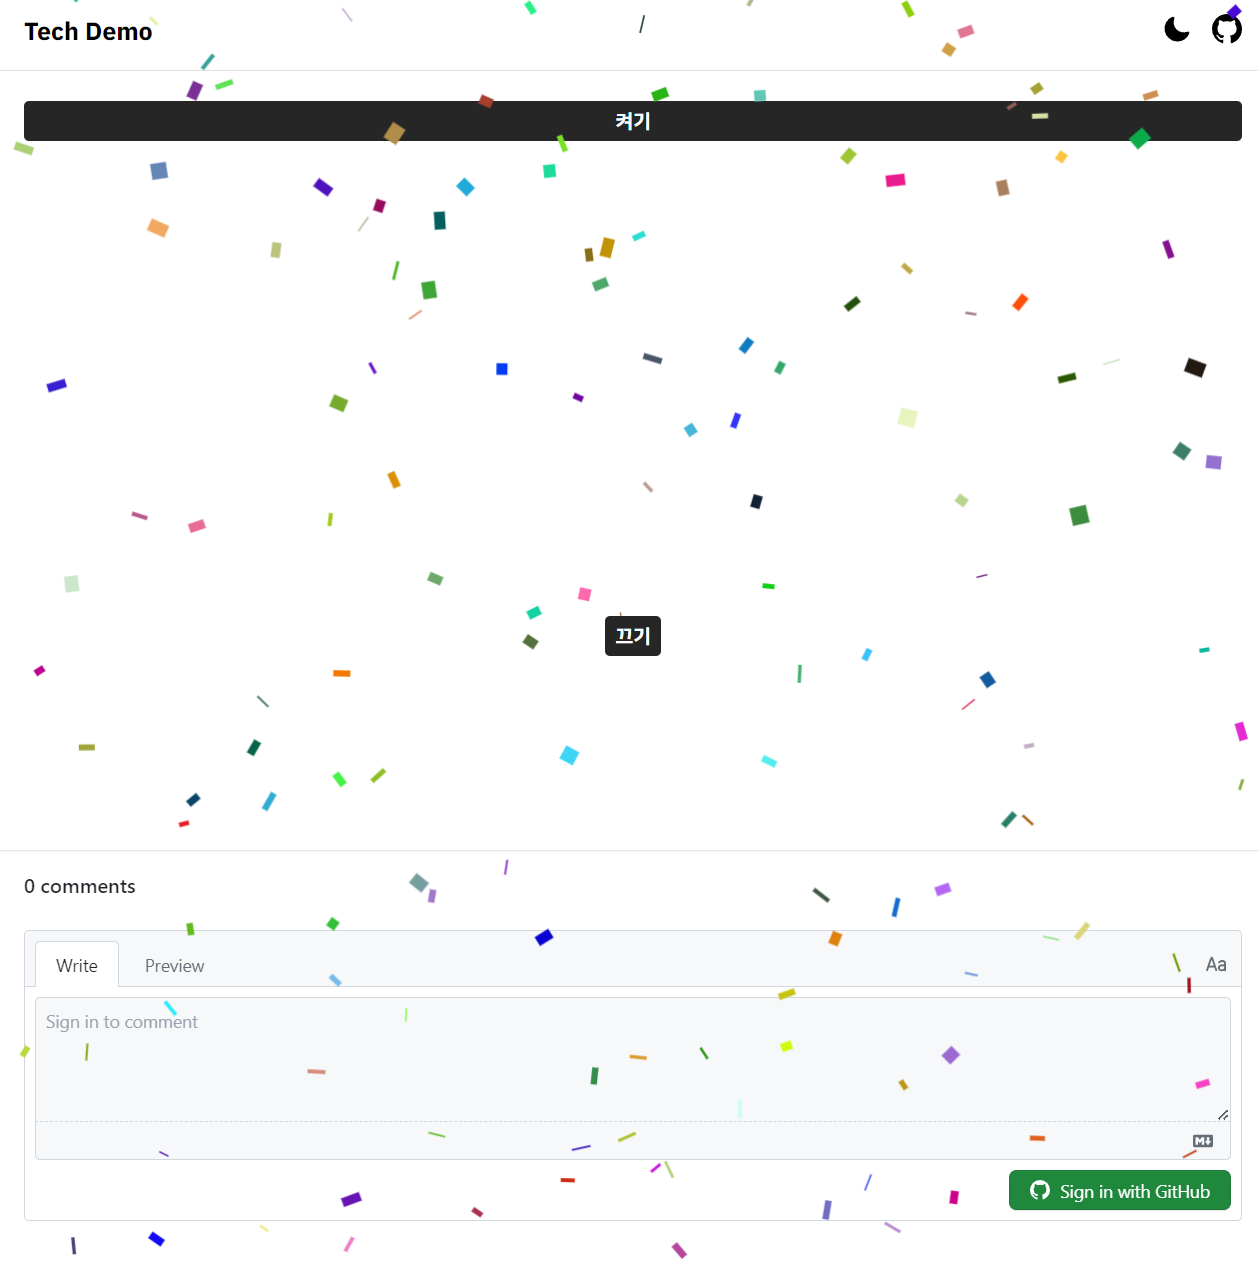 Tech Demo
켜기
끄기
0 comments
Write
Preview
Aa
Sign in to comment
M
Sign in with GitHub